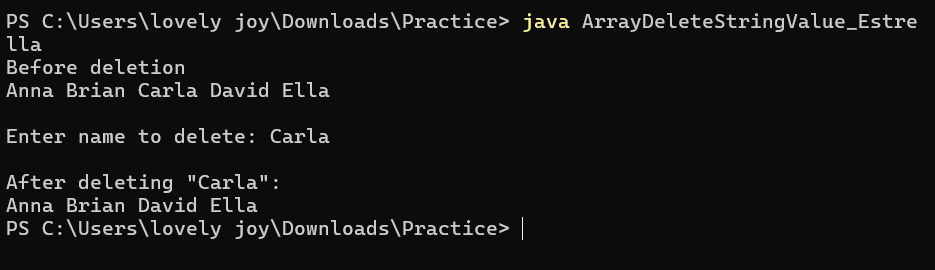 PS C:\Users\lovely joy\Downloads\Practice> java ArrayDeleteStringValue_Estre
lla
Before deletion
Anna Brian Carla David Ella
Enter name to delete: Carla
After deleting "Carla":
Anna Brian David Ella
PS C:\Users\lovely joy\Downloads\Practice>